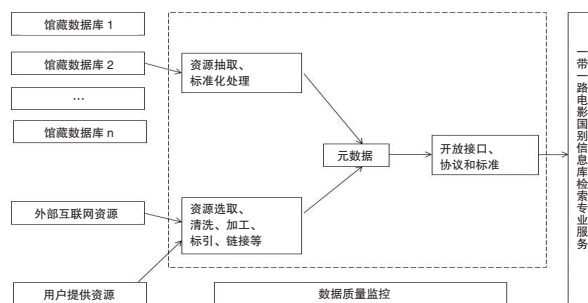 馆藏数据库 1
馆藏数据库 2
…
馆藏数据库 n
外部互联网资源
用户提供资源
资源抽取、
标准化处理
资源选取、
清洗、加工、
标引、链接等
元数据
开放接口、
协议和标准
数据质量监控
一带一路电影国别信息库检索专业服务